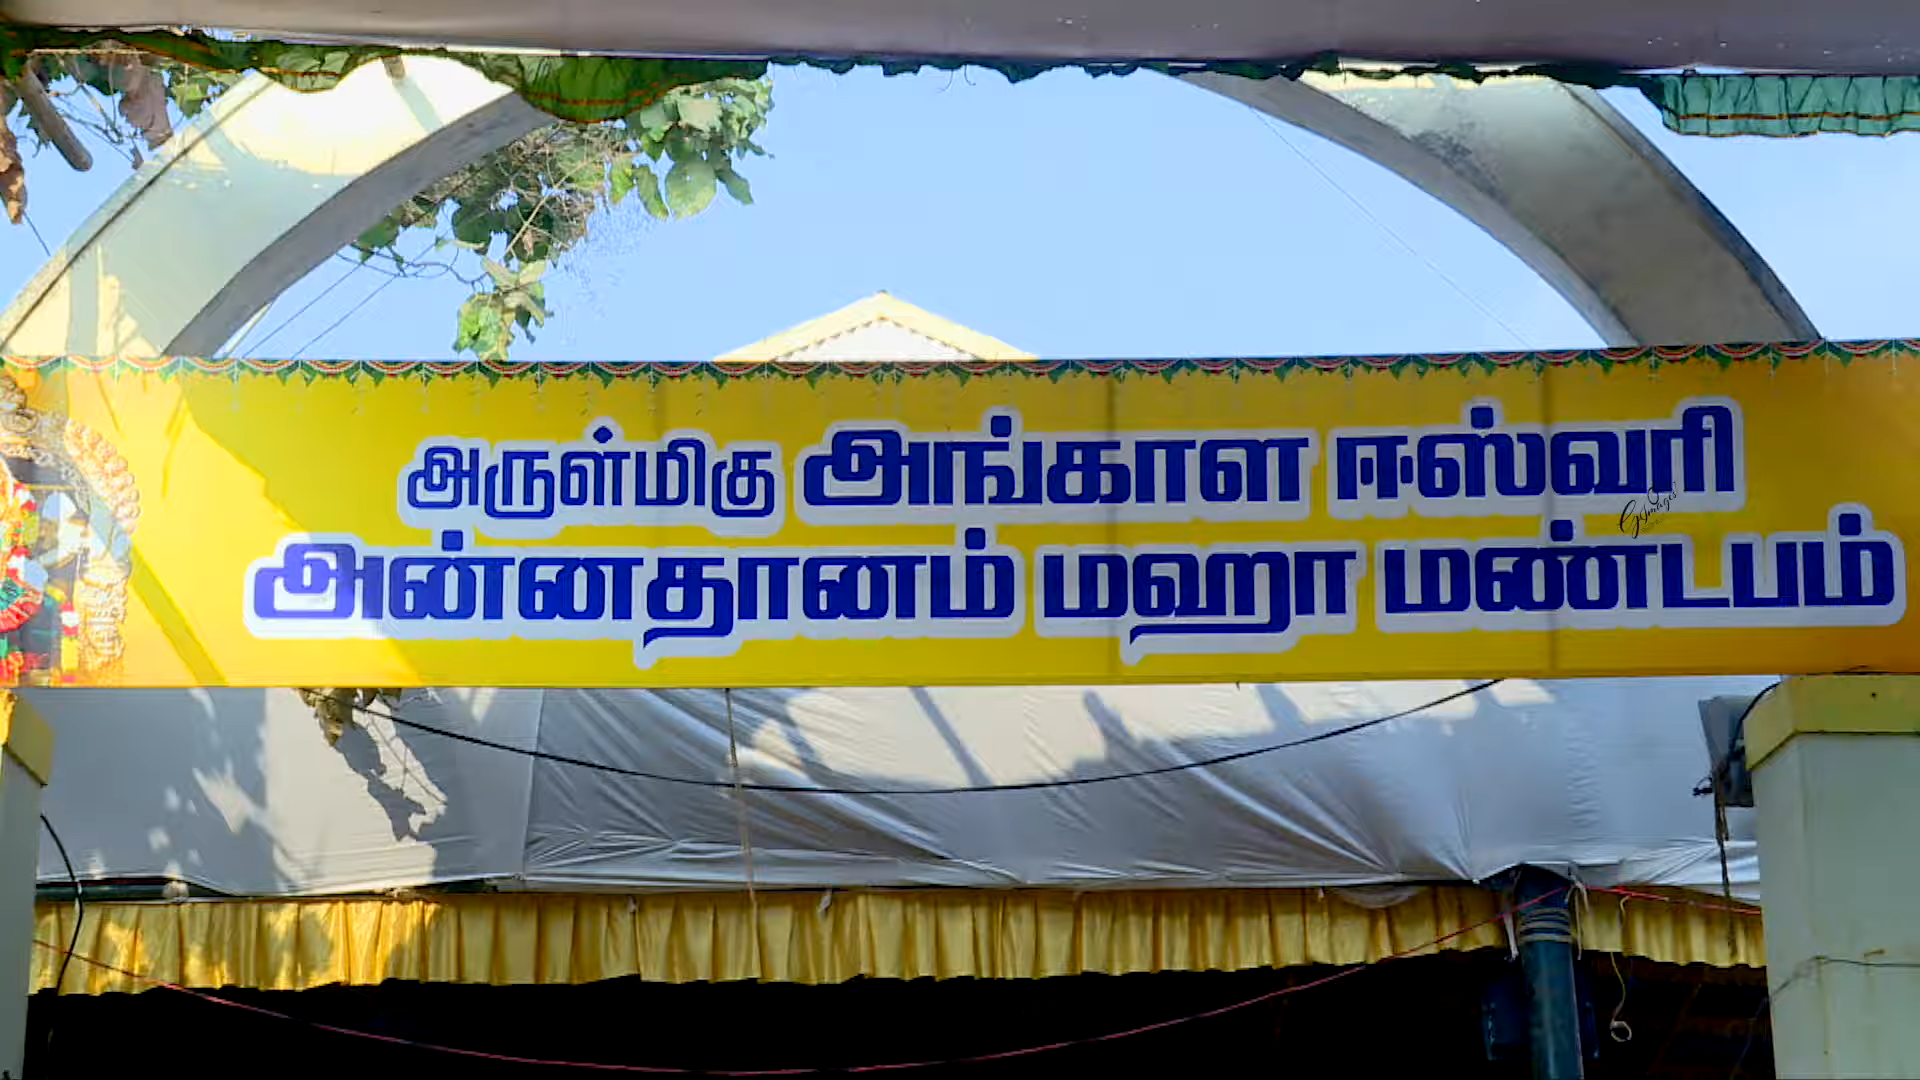 அருள்மிகு அங்காள ஈஸ்வரி
அன்னதானம் மஹா மண்டபம்